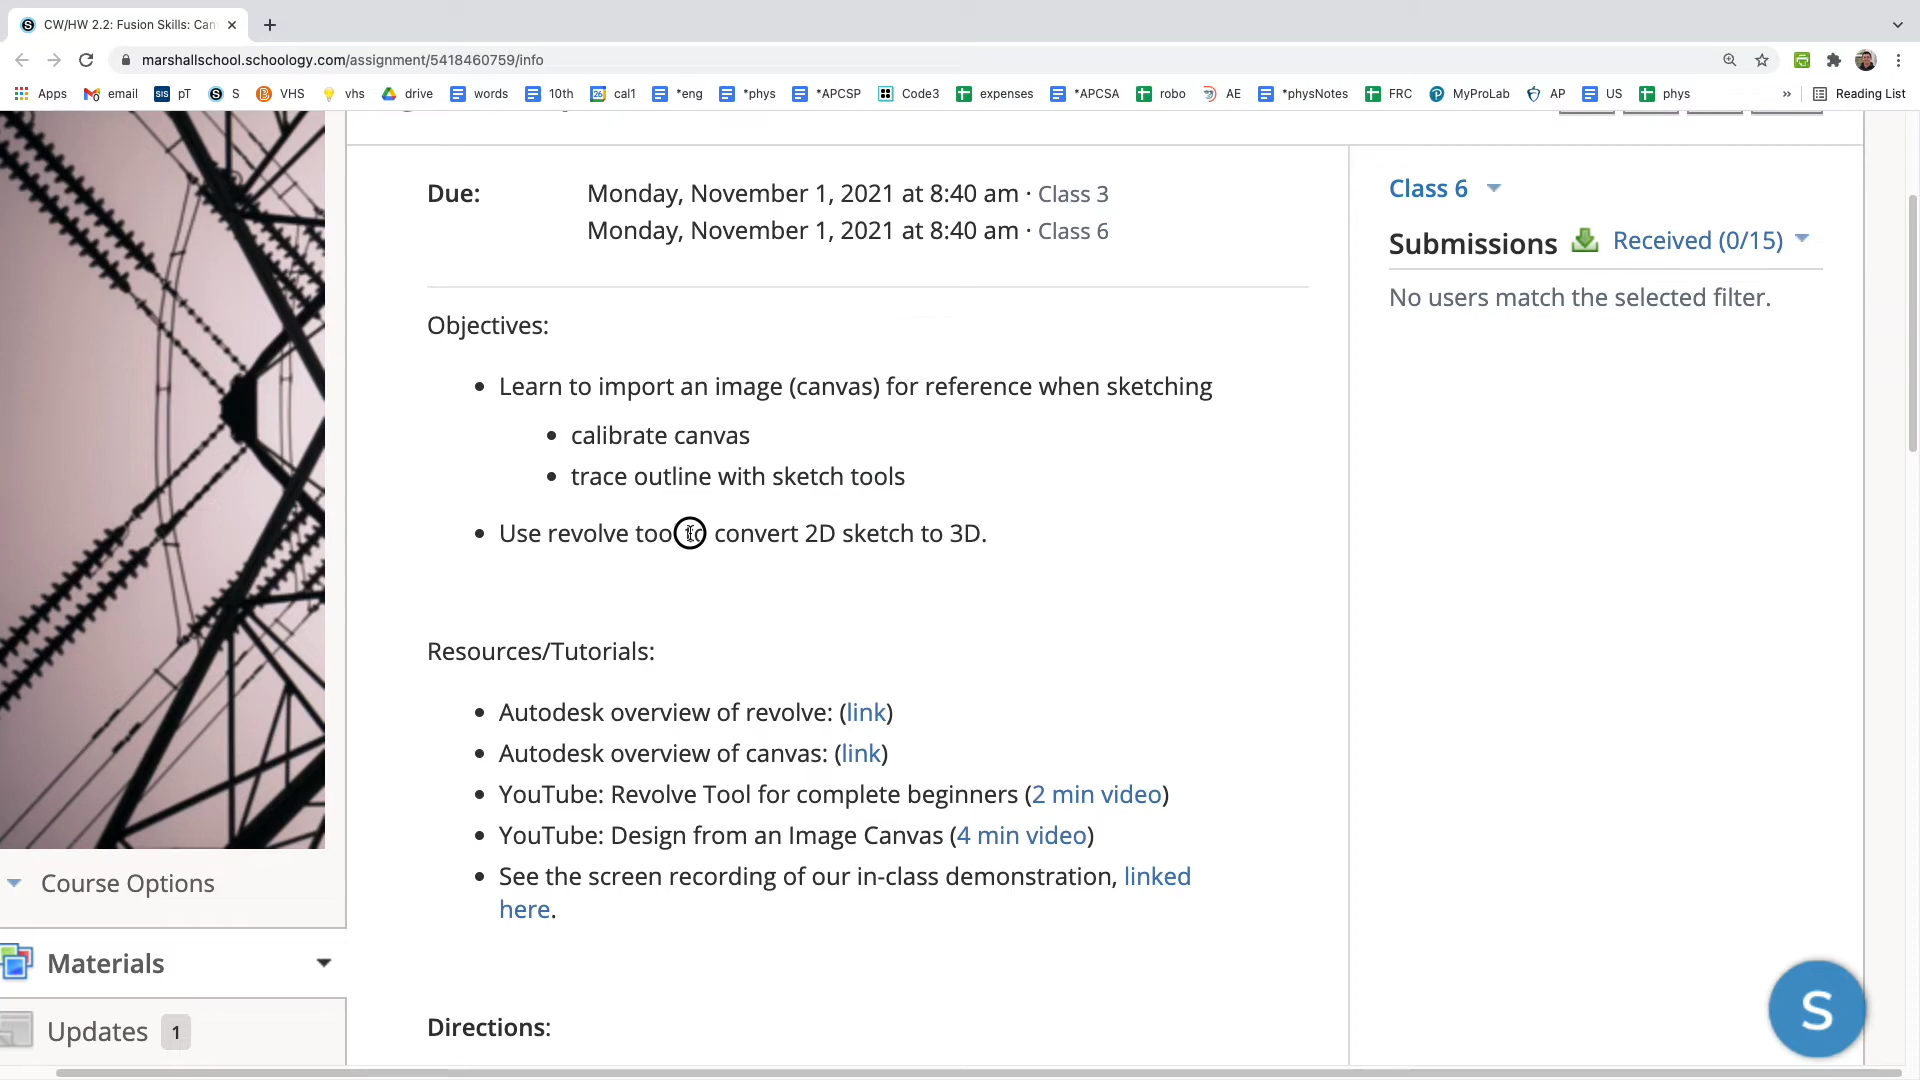 CW/HW 2.2: Fusion Skills: Can
marshallschool.schoology.com/assignment/5418460759/info
Apps email SIS pT S S B VHS vhs drive words 10th 26 cal1 *eng *phys *APCSP Code3 expenses *APCSA robo AE *physNotes FRC P MyProLab AP US phys » Reading List
Due: Monday, November 1, 2021 at 8:40 am · Class 3
Monday, November 1, 2021 at 8:40 am · Class 6
Class 6
Submissions Received (0/15)
No users match the selected filter.
Objectives:
• Learn to import an image (canvas) for reference when sketching
• calibrate canvas
• trace outline with sketch tools
• Use revolve too to convert 2D sketch to 3D.
Resources/Tutorials:
• Autodesk overview of revolve: (link)
• Autodesk overview of canvas: (link)
• YouTube: Revolve Tool for complete beginners (2 min video)
• YouTube: Design from an Image Canvas (4 min video)
• See the screen recording of our in-class demonstration, linked
here.
Directions:
Course Options
Materials
Updates 1
S